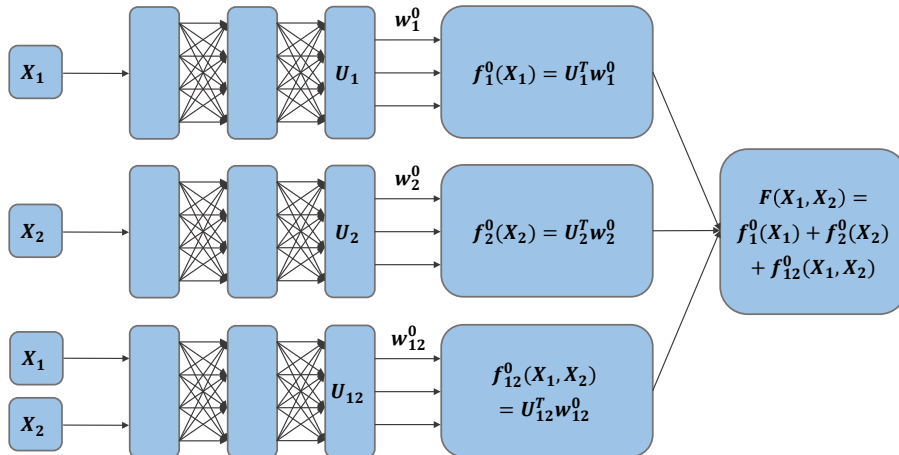 X₁
U₁
w₁⁰
f₁⁰(X₁) = U₁ᵀw₁⁰
X₂
U₂
w₂⁰
f₂⁰(X₂) = U₂ᵀw₂⁰
F(X₁, X₂) =
f₁⁰(X₁) + f₂⁰(X₂)
+ f₁₂⁰(X₁, X₂)
X₁
X₂
U₁₂
w₁₂⁰
f₁₂⁰(X₁, X₂)
= U₁₂ᵀw₁₂⁰